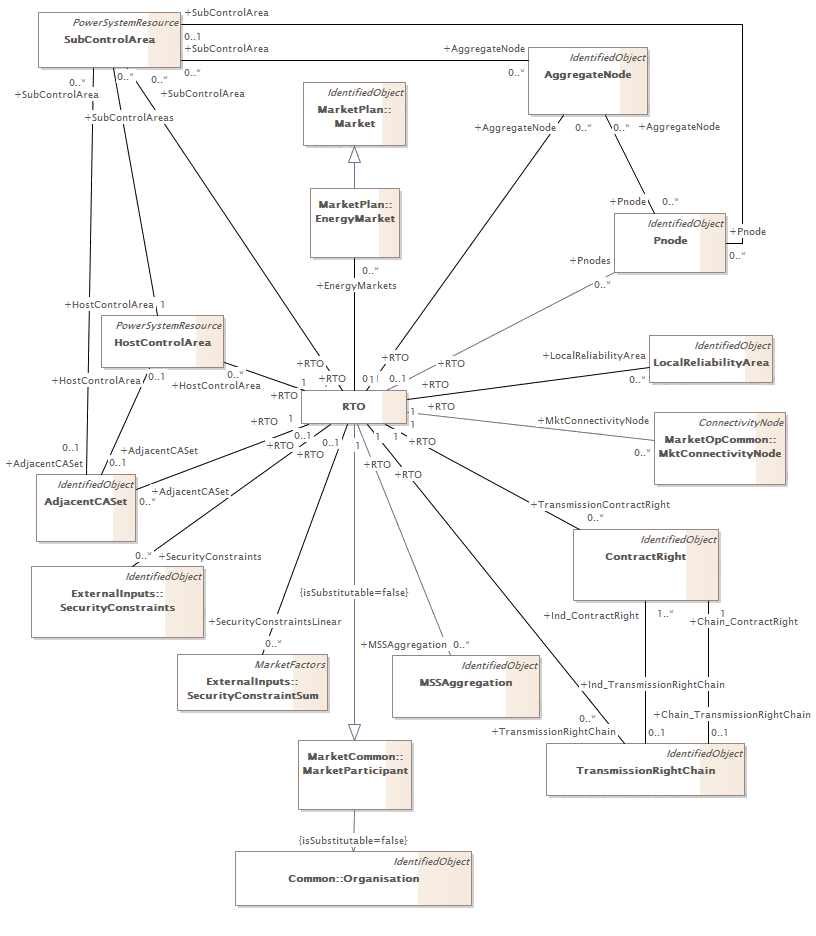 +SubControlArea
PowerSystemResource
SubControlArea
0..1
+SubControlArea
+AggregateNode
0..*
0..*
IdentifiedObject
AggregateNode
0..*
0..*
0..*
+SubControlArea
+SubControlArea
+SubControlAreas
IdentifiedObject
MarketPlan::
Market
+AggregateNode
0..*
0..*
+AggregateNode
MarketPlan::
EnergyMarket
+Pnode
0..*
IdentifiedObject
Pnode
+Pnode
0..*
0..*
+EnergyMarkets
+Pnodes
0..*
+HostControlArea
1
PowerSystemResource
HostControlArea
0..1
+HostControlArea
0..*
+HostControlArea
+RTO
+RTO
0..1
1
+RTO
0..1
+RTO
+RTO
+LocalReliabilityArea
0..*
IdentifiedObject
LocalReliabilityArea
+RTO
1
RTO
+RTO
1
1
+MktConnectivityNode
0..*
ConnectivityNode
MarketOpCommon::
MktConnectivityNode
+RTO
1
0..1
+RTO
+RTO
0..1
1
1
1
+RTO
+RTO
+RTO
0..1
+AdjacentCASet
0..1
+AdjacentCASet
IdentifiedObject
AdjacentCASet
+AdjacentCASet
0..*
+TransmissionContractRight
0..*
IdentifiedObject
ContractRight
0..*
+SecurityConstraints
IdentifiedObject
ExternalInputs::
SecurityConstraints
{isSubstitutable=false}
+Ind_ContractRight
1..*
1
+Chain_ContractRight
+SecurityConstraintsLinear
0..*
MarketFactors
ExternalInputs::
SecurityConstraintSum
+MSSAggregation
0..*
IdentifiedObject
MSSAggregation
+Ind_TransmissionRightChain
+Chain_TransmissionRightChain
0..*
+TransmissionRightChain
0..1
0..1
IdentifiedObject
TransmissionRightChain
MarketCommon::
MarketParticipant
{isSubstitutable=false}
IdentifiedObject
Common::Organisation